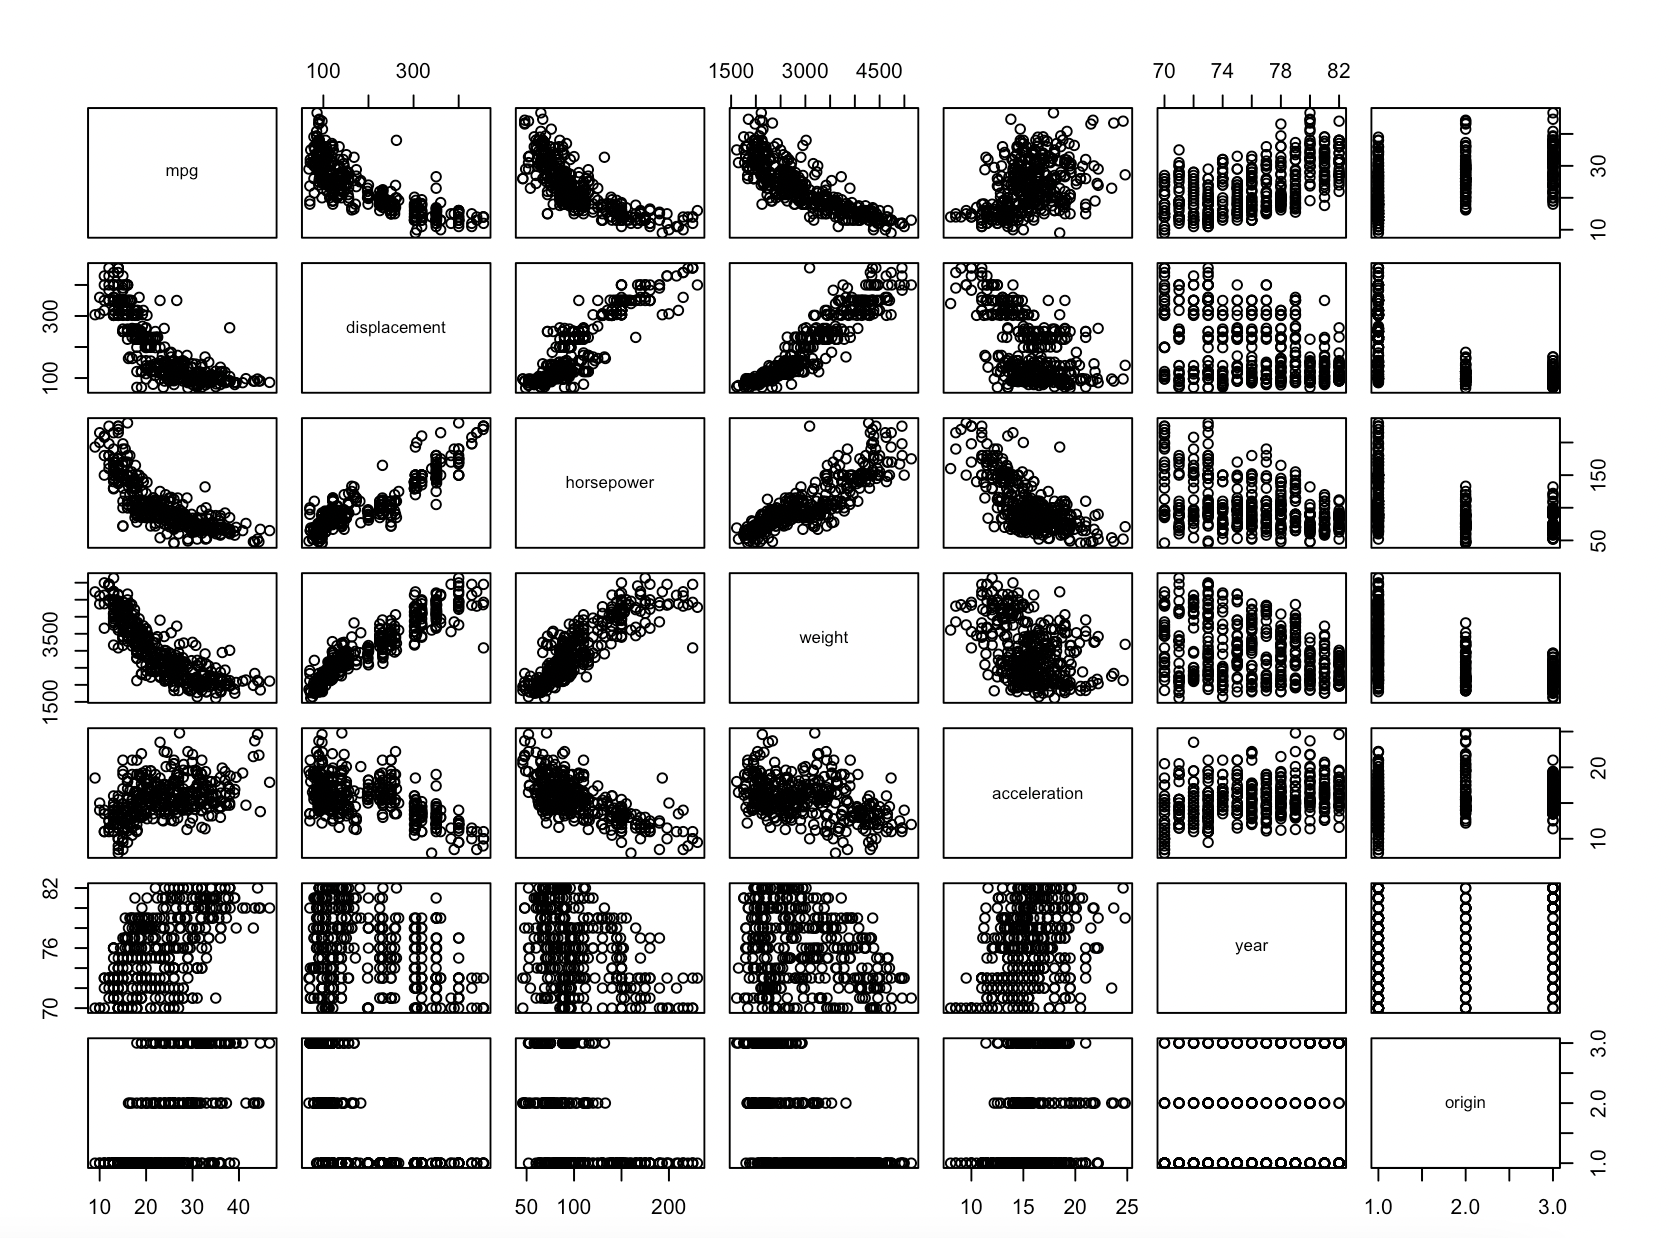 100 300 1500 3000 4500 70 74 78 82
mpg 10 30
100 300 displacement
horsepower 50 150
1500 3500 weight
acceleration 10 20
70 76 82 year
origin 1.0 2.0 3.0
10 20 30 40 50 100 200 10 15 20 25 1.0 2.0 3.0